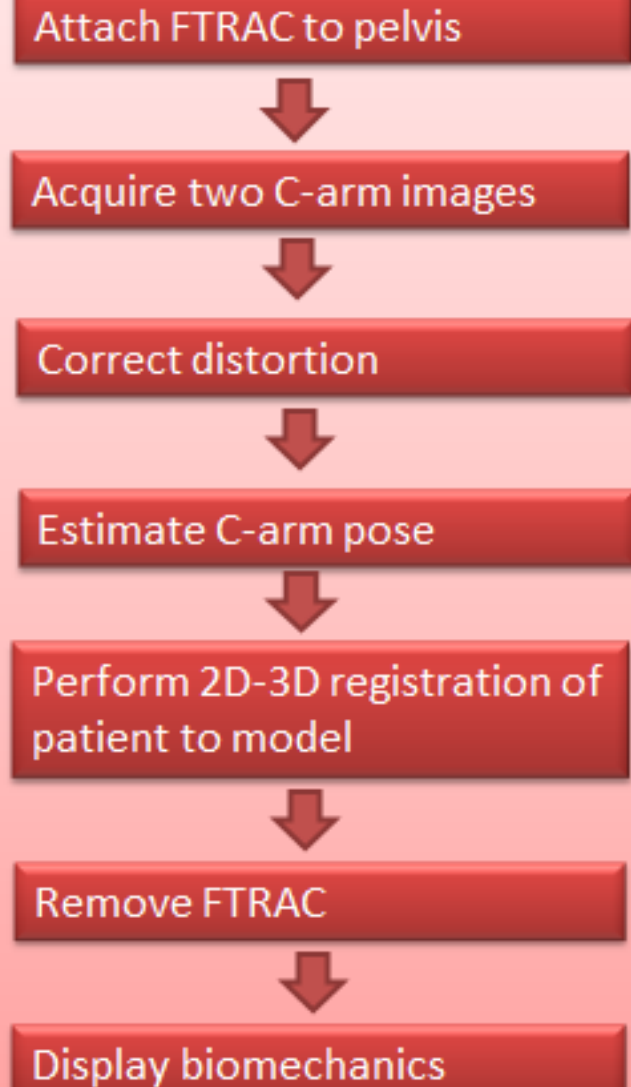 Attach FTRAC to pelvis
Acquire two C-arm images
Correct distortion
Estimate C-arm pose
Perform 2D-3D registration of
patient to model
Remove FTRAC
Display biomechanics